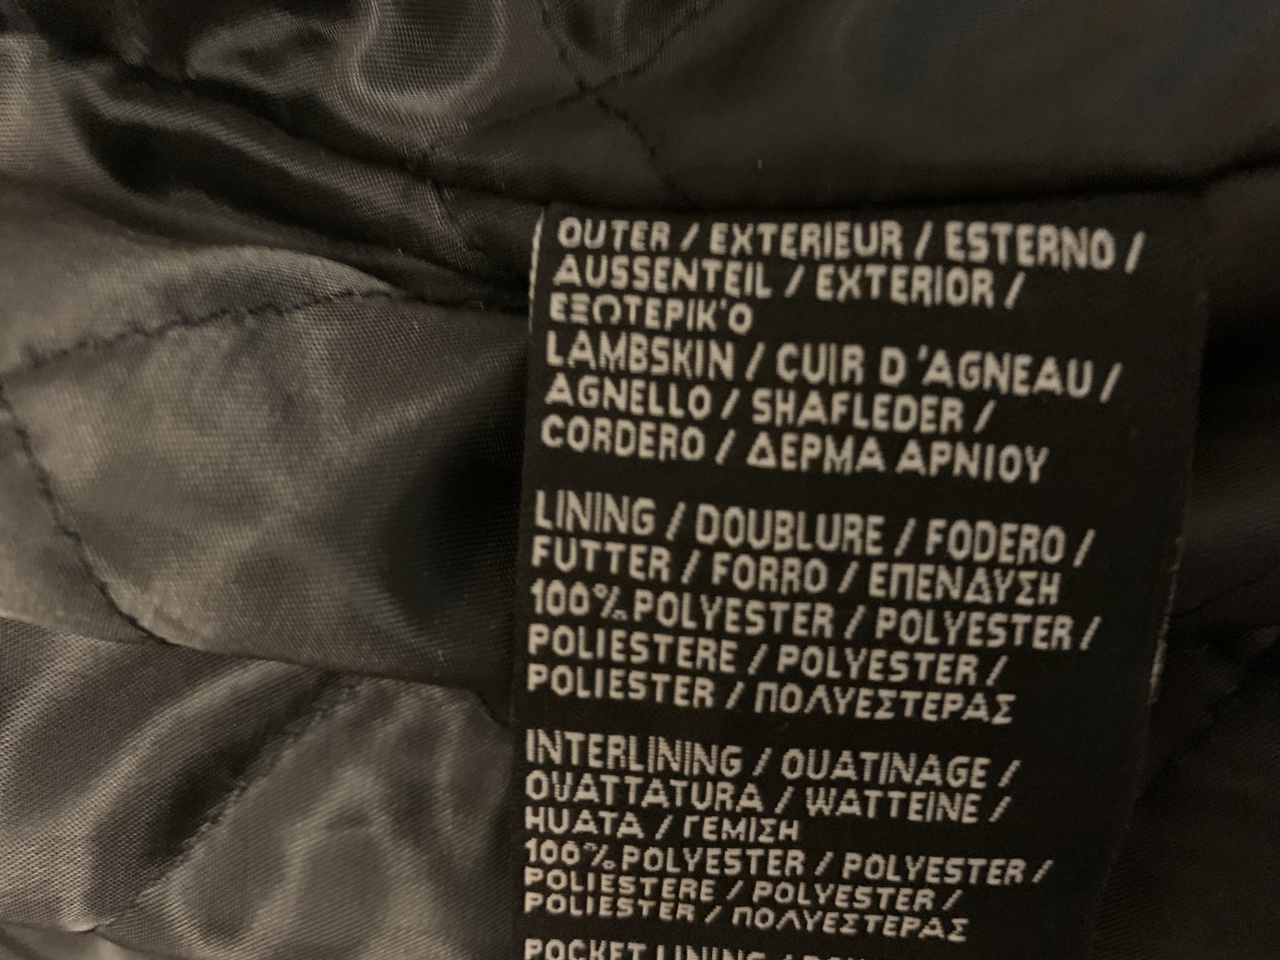 OUTER / EXTERIEUR / ESTERNO /
AUSSENTEIL / EXTERIOR /
ΕΞΩΤΕΡΙΚ'Ο
LAMBSKIN / CUIR D 'AGNEAU /
AGNELLO / SHAFLEDER /
CORDERO / ΔΕΡΜΑ ΑΡΝΙΟΥ
LINING / DOUBLURE / FODERO /
FUTTER / FORRO / ΕΠΕΝΔΥΣΗ
100% POLYESTER / POLYESTER /
POLIESTERE / POLYESTER /
POLIESTER / ΠΟΛΥΕΣΤΕΡΑΣ
INTERLINING / OUATINAGE /
OVATTATURA / WATTEINE /
HUATA / ΓΕΜΙΣΗ
100% POLYESTER / POLYESTER /
POLIESTERE / POLYESTER /
POLIESTER / ΠΟΛΥΕΣΤΕΡΑΣ
POCKET LINING /